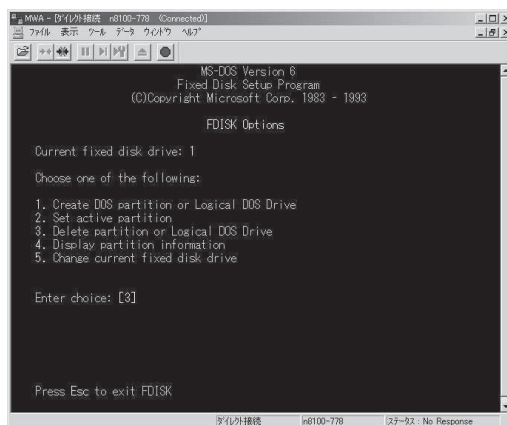 MWA - [ダイレクト接続 n8100-778 (Connected)]
ファイル 表示 ツール データ ウィンドウ ヘルプ
MS-DOS Version 6
Fixed Disk Setup Program
(C)Copyright Microsoft Corp. 1983 - 1993
FDISK Options
Current fixed disk drive: 1
Choose one of the following:
1. Create DOS partition or Logical DOS Drive
2. Set active partition
3. Delete partition or Logical DOS Drive
4. Display partition information
5. Change current fixed disk drive
Enter choice: [3]
Press Esc to exit FDISK
ダイレクト接続 n8100-778 ステータス : No Response